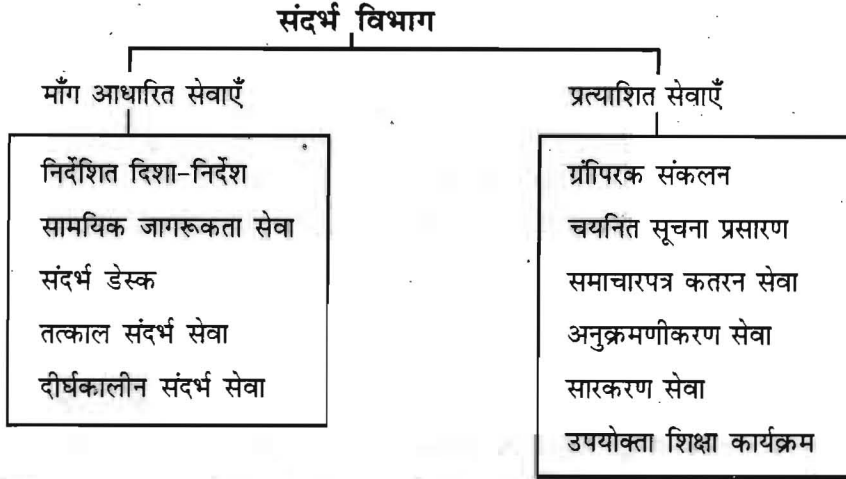 संदर्भ विभाग
माँग आधारित सेवाएँ
निर्देशित दिशा-निर्देश
सामयिक जागरूकता सेवा
संदर्भ डेस्क
तत्काल संदर्भ सेवा
दीर्घकालीन संदर्भ सेवा
प्रत्याशित सेवाएँ
ग्रंपिरक संकलन
चयनित सूचना प्रसारण
समाचारपत्र कतरन सेवा
अनुक्रमणीकरण सेवा
सारकरण सेवा
उपयोक्ता शिक्षा कार्यक्रम